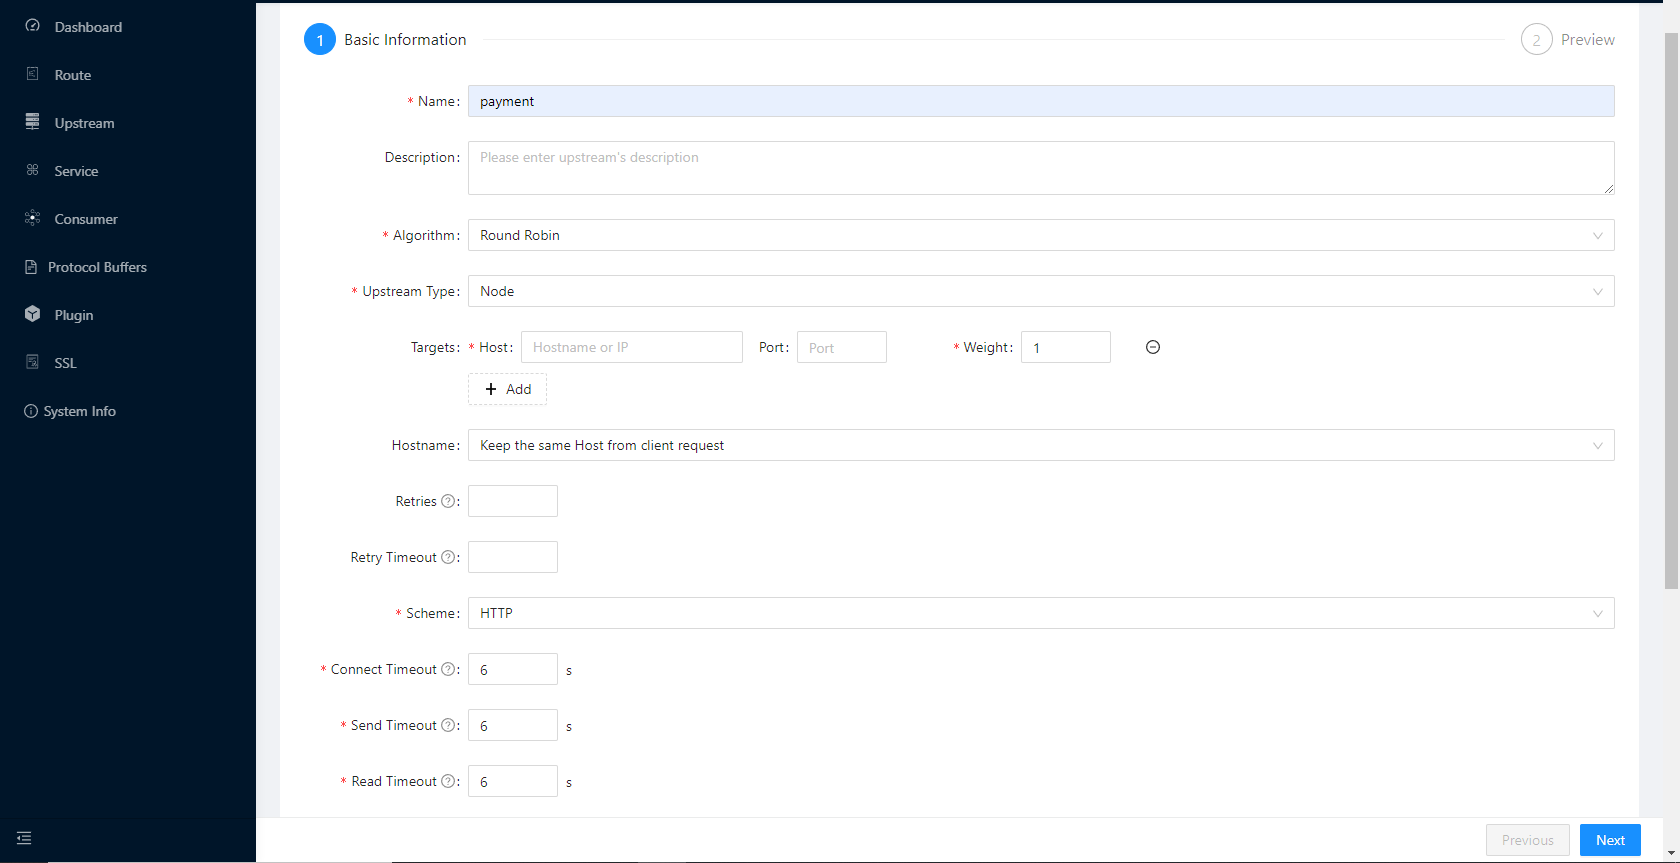 Dashboard
Route
Upstream
Service
Consumer
Protocol Buffers
Plugin
SSL
System Info
1 Basic Information
2 Preview
* Name: payment
Description: Please enter upstream's description
* Algorithm: Round Robin
* Upstream Type: Node
Targets: * Host: Hostname or IP Port: Port * Weight: 1
+ Add
Hostname: Keep the same Host from client request
Retries ?:
Retry Timeout ?:
* Scheme: HTTP
* Connect Timeout ?: 6 s
* Send Timeout ?: 6 s
* Read Timeout ?: 6 s
Previous Next